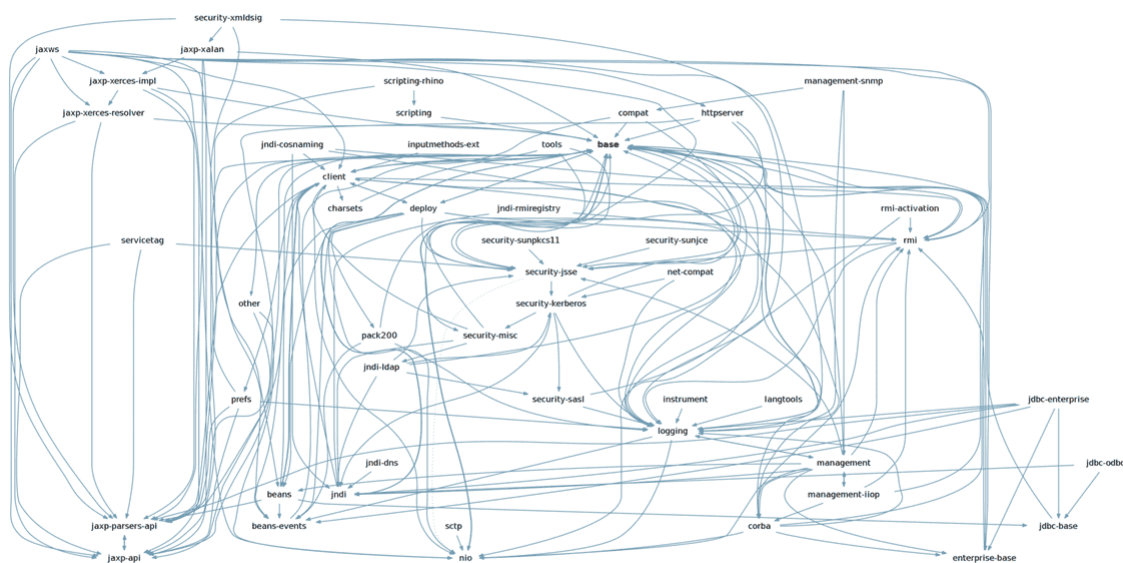 security-xmldsig
jaxws
jaxp-xalan
jaxp-xerces-impl
scripting-rhino
management-snmp
jaxp-xerces-resolver
scripting
compat
httpserver
jndi-cosnaming
inputmethods-ext
tools
base
client
charsets
deploy
jndi-rmiregistry
rmi-activation
servicetag
security-sunpkcs11
security-sunjce
rmi
security-jsse
net-compat
other
security-kerberos
pack200
security-misc
jndi-ldap
prefs
security-sasl
instrument
langtools
jdbc-enterprise
logging
jndi-dns
management
jdbc-odbc
beans
jndi
management-iiop
jaxp-parsers-api
beans-events
sctp
corba
jdbc-base
jaxp-api
nio
enterprise-base